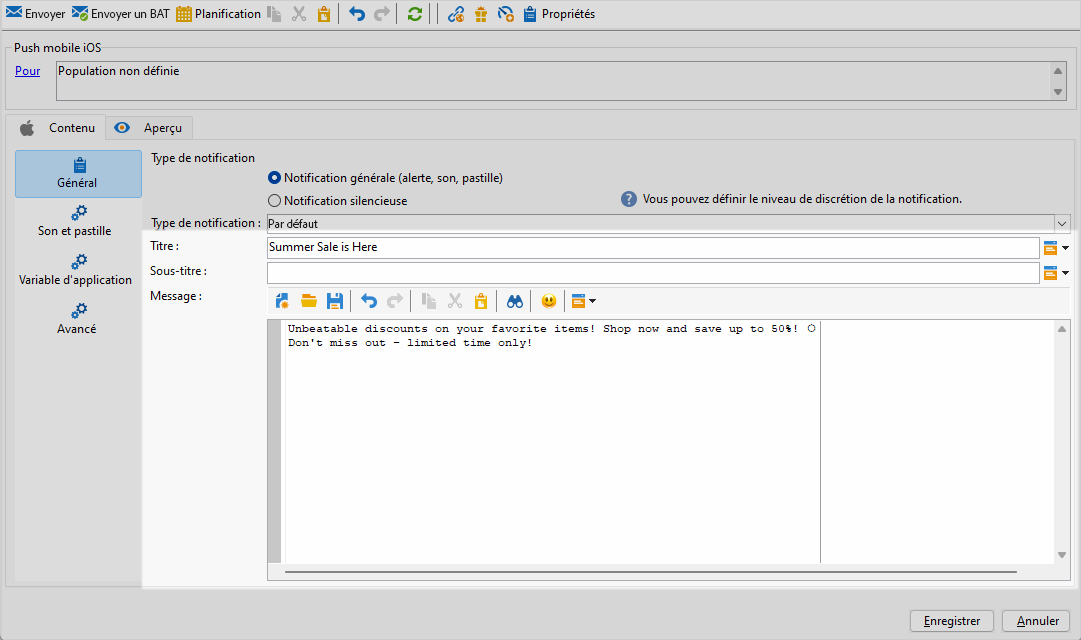 Envoyer Envoyer un BAT Planification Propriétés
Push mobile iOS
Pour Population non définie
Contenu Aperçu
Général
Son et pastille
Variable d'application
Avancé
Type de notification
Notification générale (alerte, son, pastille)
Notification silencieuse
? Vous pouvez définir le niveau de discrétion de la notification.
Type de notification : Par défaut
Titre : Summer Sale is Here
Sous-titre :
Message :
Unbeatable discounts on your favorite items! Shop now and save up to 50%!
Don't miss out - limited time only!
Enregistrer Annuler